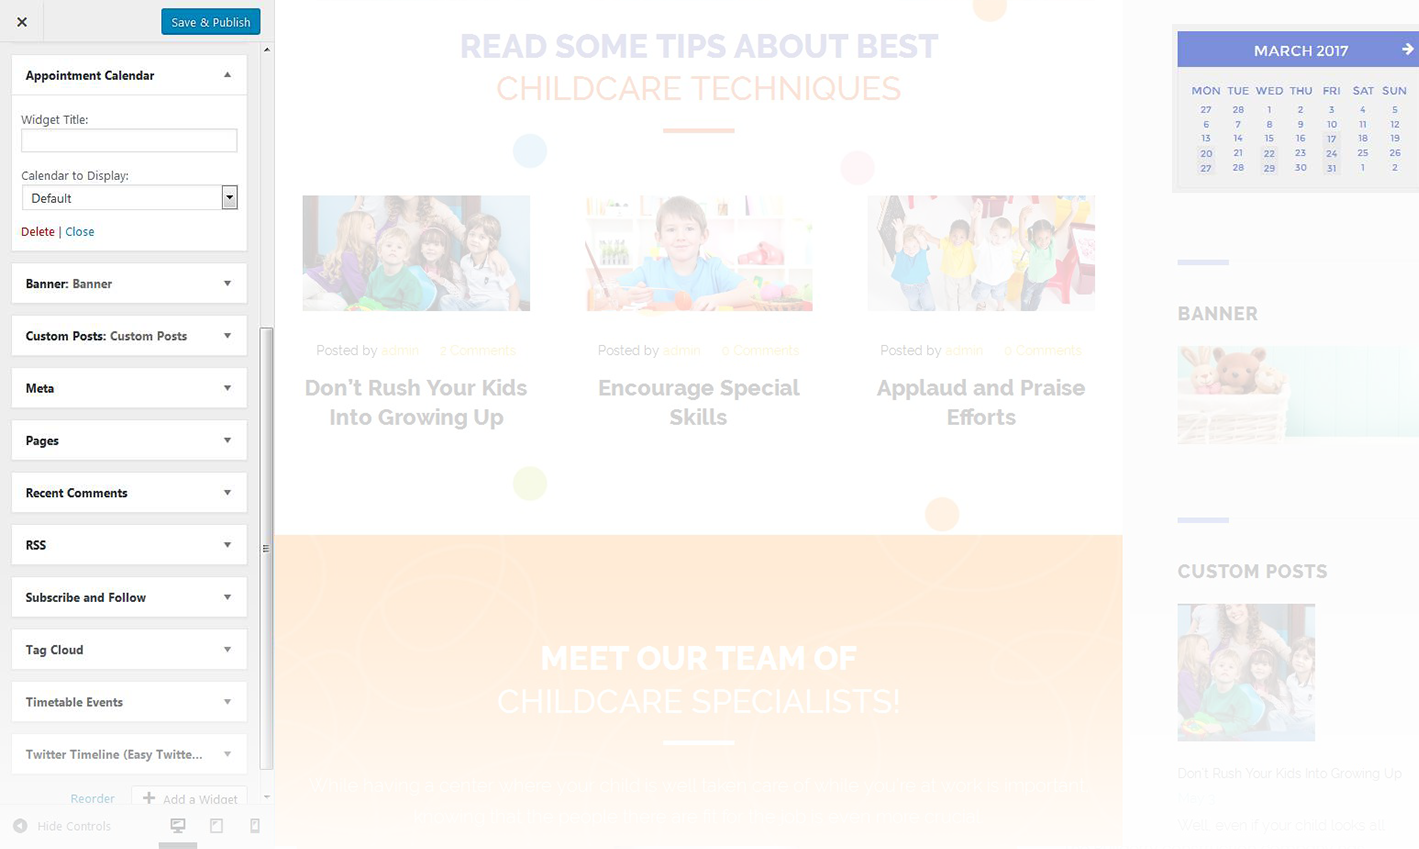 Save & Publish
Appointment Calendar
Widget Title:
Calendar to Display:
Default
Delete | Close
Banner: Banner
Custom Posts: Custom Posts
Meta
Pages
Recent Comments
RSS
Subscribe and Follow
Tag Cloud
Timetable Events
Twitter Timeline (Easy Twitte...
Reorder
Add a Widget
Hide Controls
READ SOME TIPS ABOUT BEST
CHILDCARE TECHNIQUES
Posted by admin 2 Comments
Don't Rush Your Kids
Into Growing Up
Posted by admin 0 Comments
Encourage Special
Skills
Posted by admin 0 Comments
Applaud and Praise
Efforts
MEET OUR TEAM OF
CHILDCARE SPECIALISTS!
MARCH 2017
MON TUE WED THU FRI SAT SUN
27 28 1 2 3 4 5
6 7 8 9 10 11 12
13 14 15 16 17 18 19
20 21 22 23 24 25 26
27 28 29 30 31 1 2
BANNER
CUSTOM POSTS
Don't Rush Your Kids Into Growing Up
Well, even if your child looks all